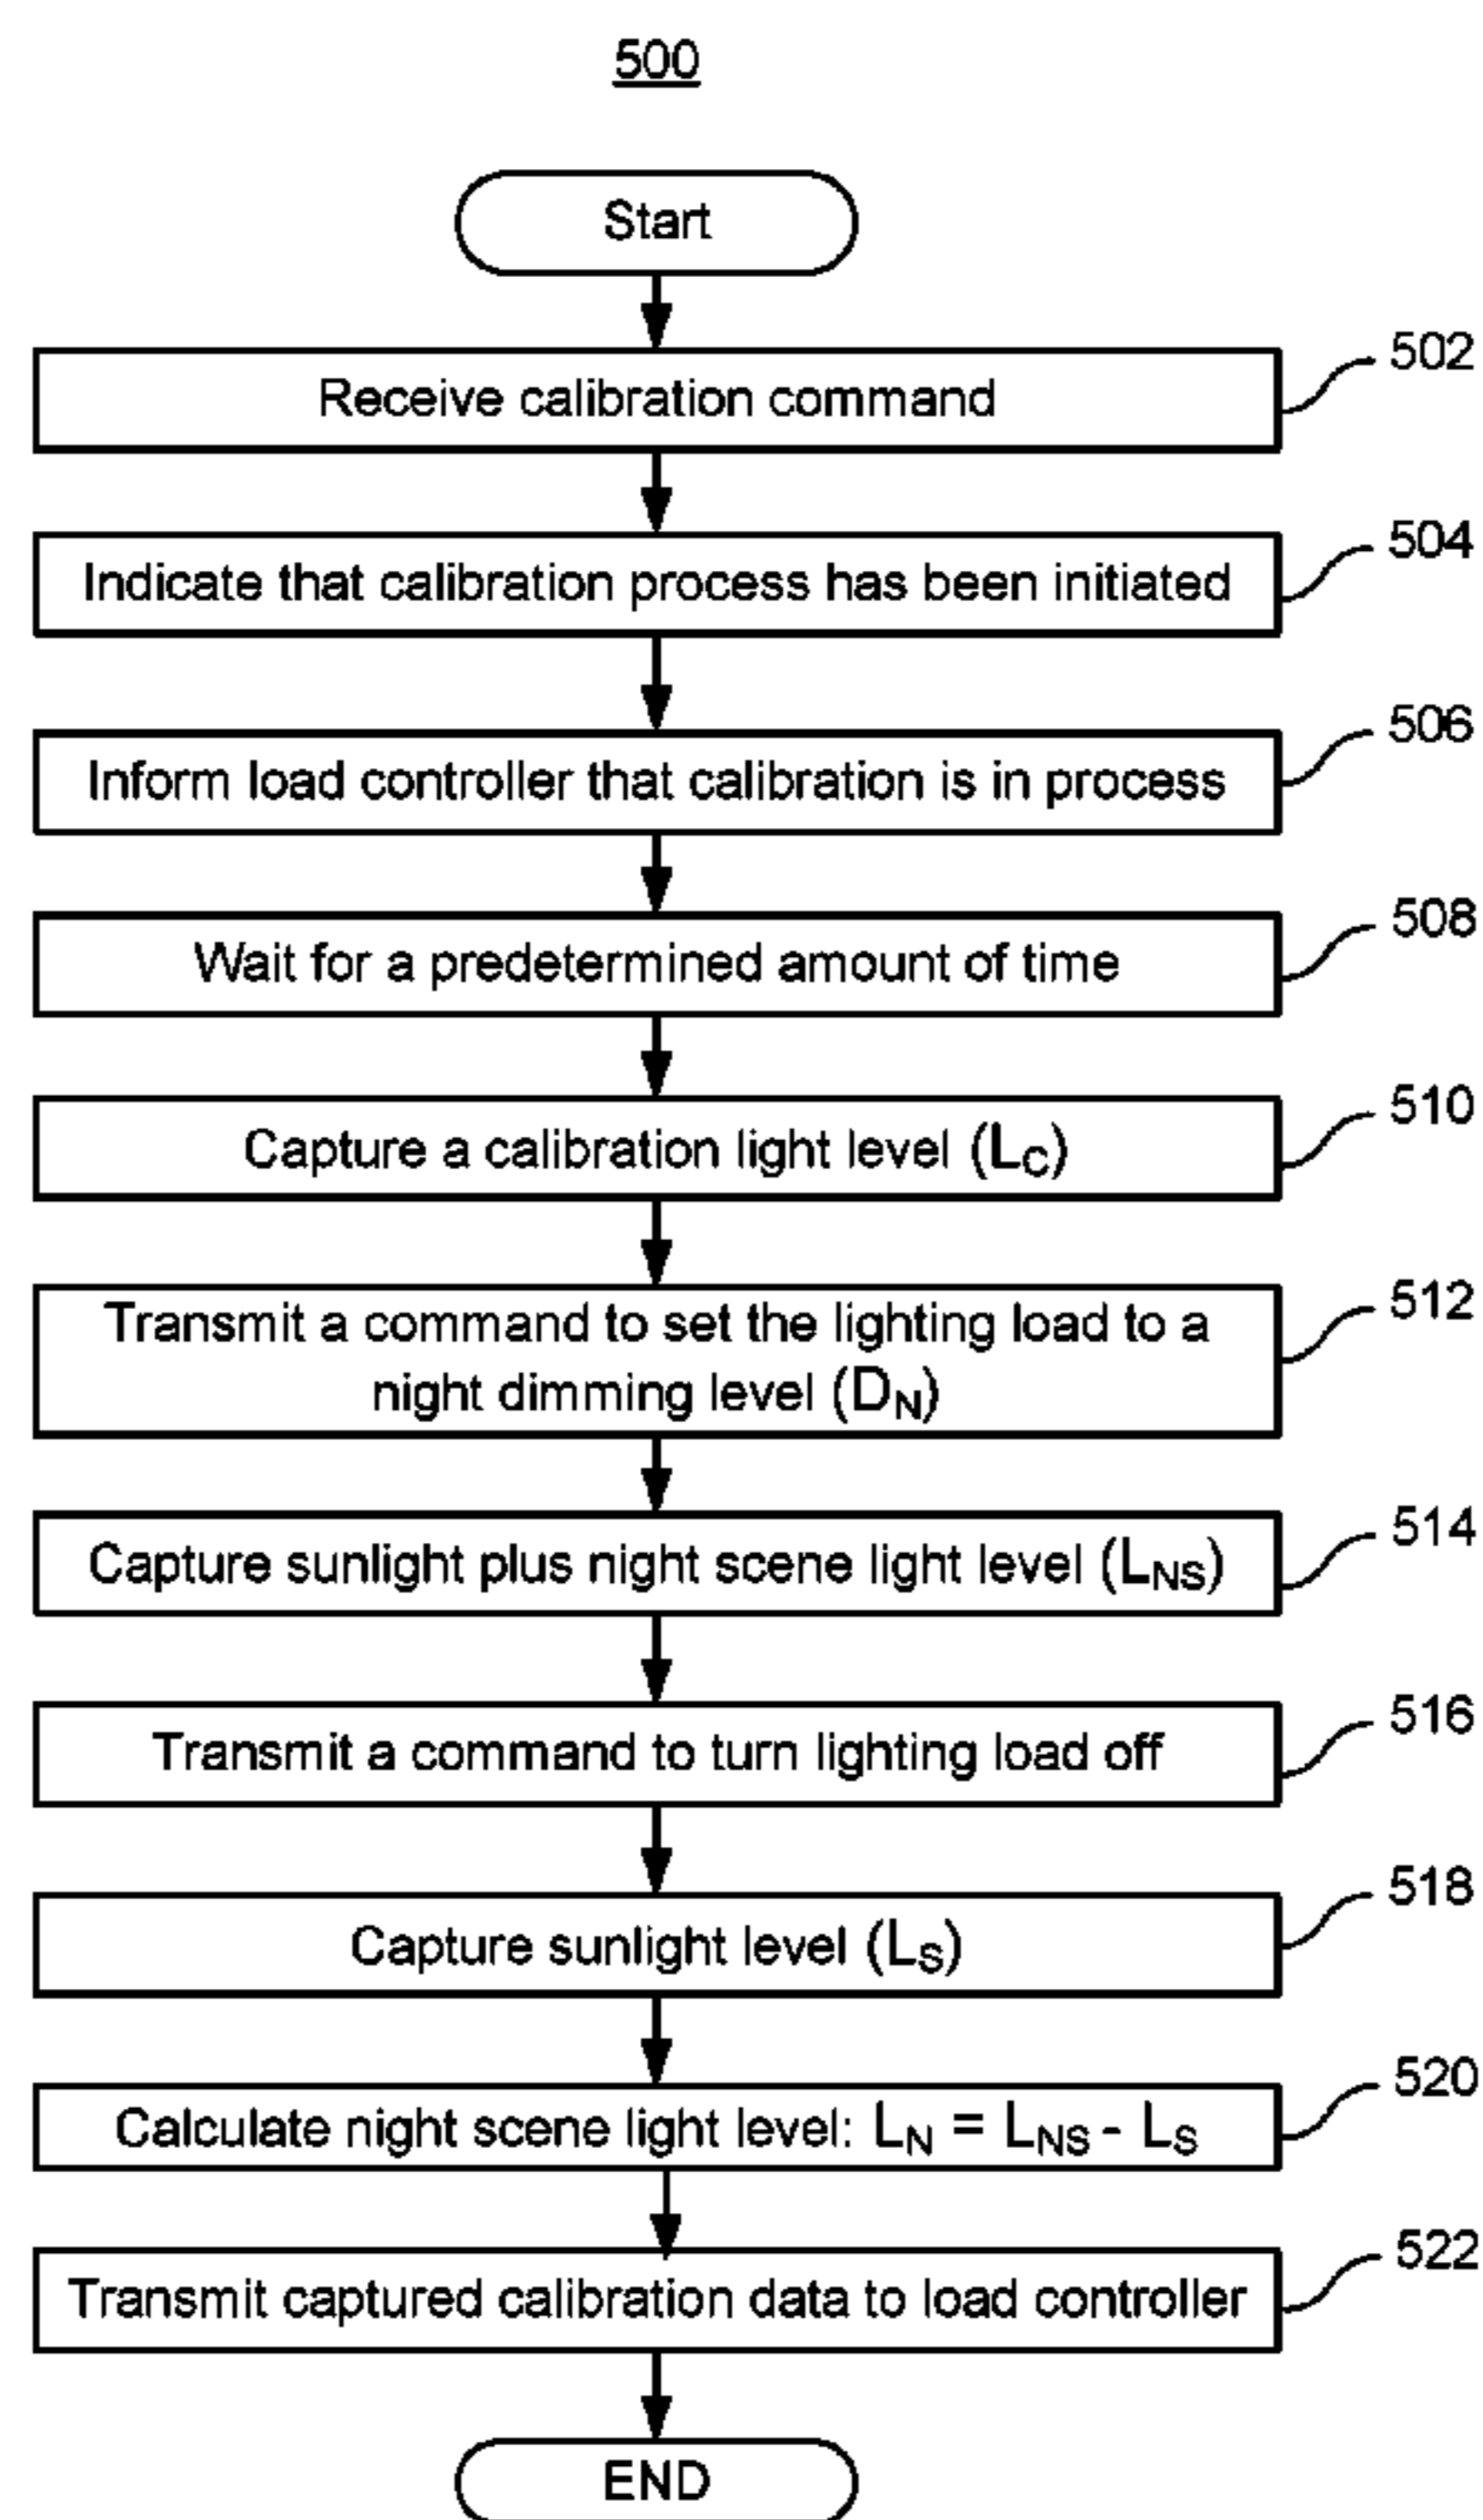 500
Start
Receive calibration command
502
Indicate that calibration process has been initiated
504
Inform load controller that calibration is in process
506
Wait for a predetermined amount of time
508
Capture a calibration light level (LC)
510
Transmit a command to set the lighting load to a
night dimming level (DN)
512
Capture sunlight plus night scene light level (LNS)
514
Transmit a command to turn lighting load off
516
Capture sunlight level (LS)
518
Calculate night scene light level: LN = LNS - LS
520
Transmit captured calibration data to load controller
522
END